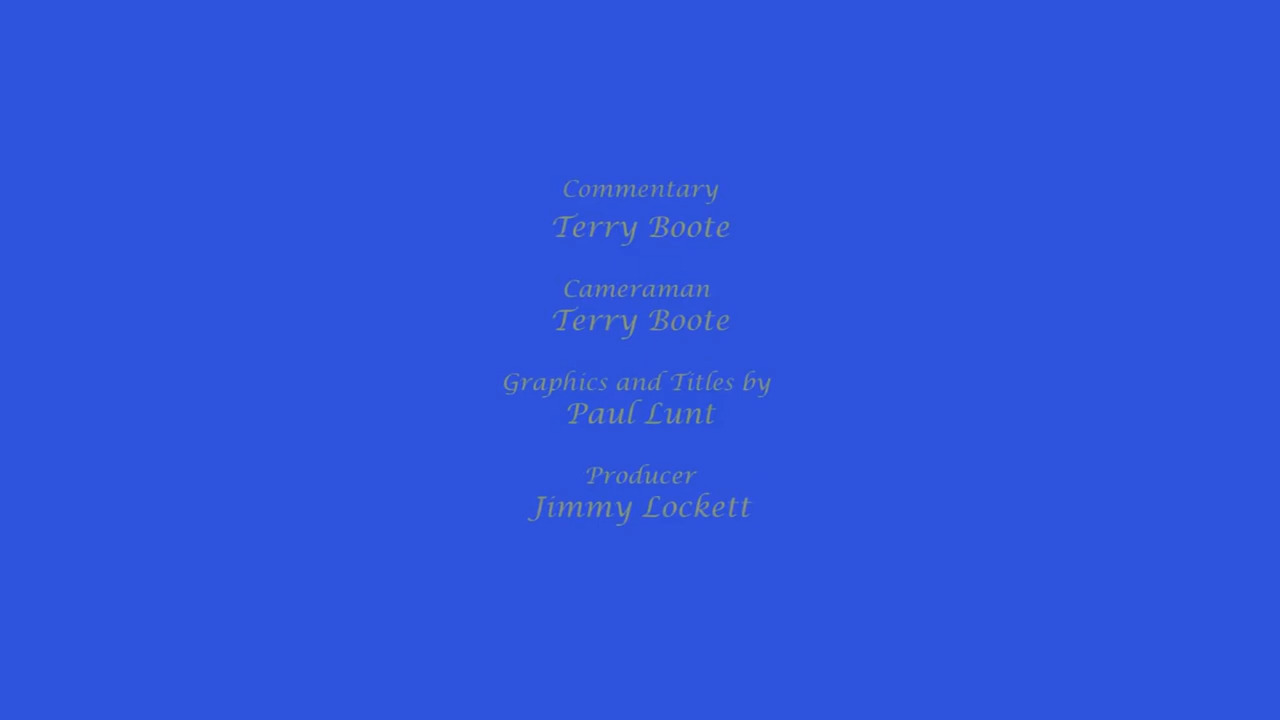 Commentary
Terry Boote
Cameraman
Terry Boote
Graphics and Titles by
Paul Lunt
Producer
Jimmy Lockett